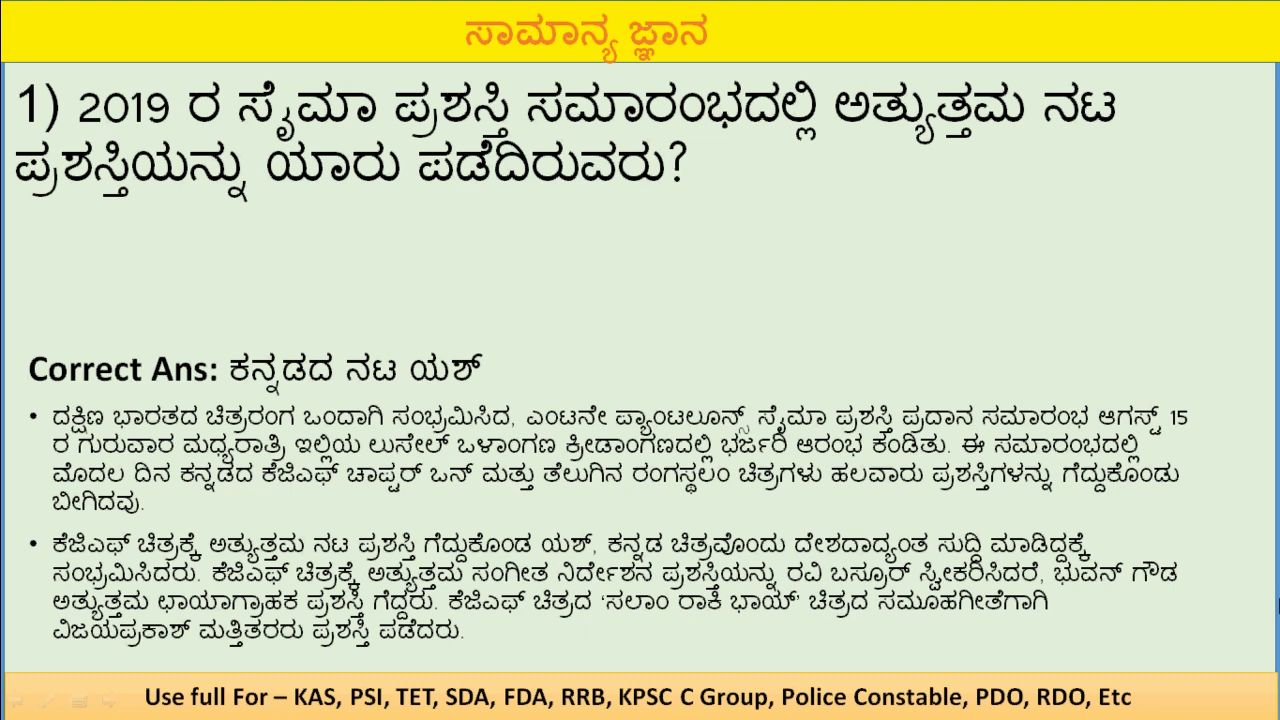 ಸಾಮಾನ್ಯ ಜ್ಞಾನ
1) 2019 ರ ಸೈಮಾ ಪ್ರಶಸ್ತಿ ಸಮಾರಂಭದಲ್ಲಿ ಅತ್ಯುತ್ತಮ ನಟ
ಪ್ರಶಸ್ತಿಯನ್ನು ಯಾರು ಪಡೆದಿರುವರು?
Correct Ans: ಕನ್ನಡದ ನಟ ಯಶ್
• ದಕ್ಷಿಣ ಭಾರತದ ಚಿತ್ರರಂಗ ಒಂದಾಗಿ ಸಂಭ್ರಮಿಸಿದ, ಎಂಟನೇ ಪ್ಯಾಂಟಲೂನ್ಸ್ ಸೈಮಾ ಪ್ರಶಸ್ತಿ ಪ್ರದಾನ ಸಮಾರಂಭ ಆಗಸ್ಟ್ 15
ರ ಗುರುವಾರ ಮಧ್ಯರಾತ್ರಿ ಇಲ್ಲಿಯ ಲುಸೇಲ್ ಒಳಾಂಗಣ ಕ್ರೀಡಾಂಗಣದಲ್ಲಿ ಭರ್ಜರಿ ಆರಂಭ ಕಂಡಿತು. ಈ ಸಮಾರಂಭದಲ್ಲಿ
ಮೊದಲ ದಿನ ಕನ್ನಡದ ಕೆಜಿಎಫ್ ಚಾಪ್ಟರ್ ಒನ್ ಮತ್ತು ತೆಲುಗಿನ ರಂಗಸ್ಥಲಂ ಚಿತ್ರಗಳು ಹಲವಾರು ಪ್ರಶಸ್ತಿಗಳನ್ನು ಗೆದ್ದುಕೊಂಡು
ಬೀಗಿದವು.
• ಕೆಜಿಎಫ್ ಚಿತ್ರಕ್ಕೆ ಅತ್ಯುತ್ತಮ ನಟ ಪ್ರಶಸ್ತಿ ಗೆದ್ದುಕೊಂಡ ಯಶ್, ಕನ್ನಡ ಚಿತ್ರವೊಂದು ದೇಶದಾದ್ಯಂತ ಸುದ್ದಿ ಮಾಡಿದ್ದಕ್ಕೆ
ಸಂಭ್ರಮಿಸಿದರು. ಕೆಜಿಎಫ್ ಚಿತ್ರಕ್ಕೆ ಅತ್ಯುತ್ತಮ ಸಂಗೀತ ನಿರ್ದೇಶನ ಪ್ರಶಸ್ತಿಯನ್ನು ರವಿ ಬಸ್ರೂರ್ ಸ್ವೀಕರಿಸಿದರೆ, ಭುವನ್ ಗೌಡ
ಅತ್ಯುತ್ತಮ ಛಾಯಾಗ್ರಾಹಕ ಪ್ರಶಸ್ತಿ ಗೆದ್ದರು. ಕೆಜಿಎಫ್ ಚಿತ್ರದ ‘ಸಲಾಂ ರಾಕಿ ಭಾಯ್’ ಚಿತ್ರದ ಸಮೂಹಗೀತೆಗಾಗಿ
ವಿಜಯಪ್ರಕಾಶ್ ಮತ್ತಿತರರು ಪ್ರಶಸ್ತಿ ಪಡೆದರು.
Use full For – KAS, PSI, TET, SDA, FDA, RRB, KPSC C Group, Police Constable, PDO, RDO, Etc